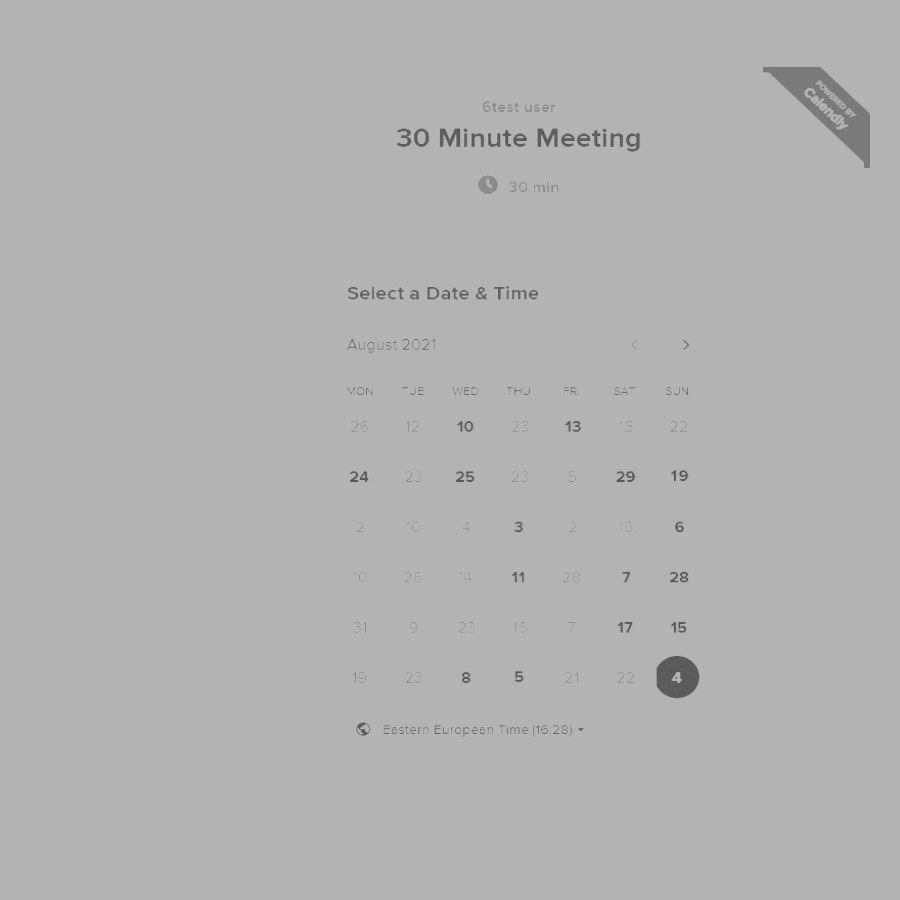 POWERED BY
Calendly
6test user
30 Minute Meeting
30 min
Select a Date & Time
August 2021
MON TUE WED THU FRI SAT SUN
26 12 10 23 13 15 22
24 23 25 23 5 29 19
2 10 4 3 2 15 6
10 26 14 11 28 7 28
31 9 23 16 7 17 15
19 23 8 5 21 22 4
Eastern European Time (16:28)